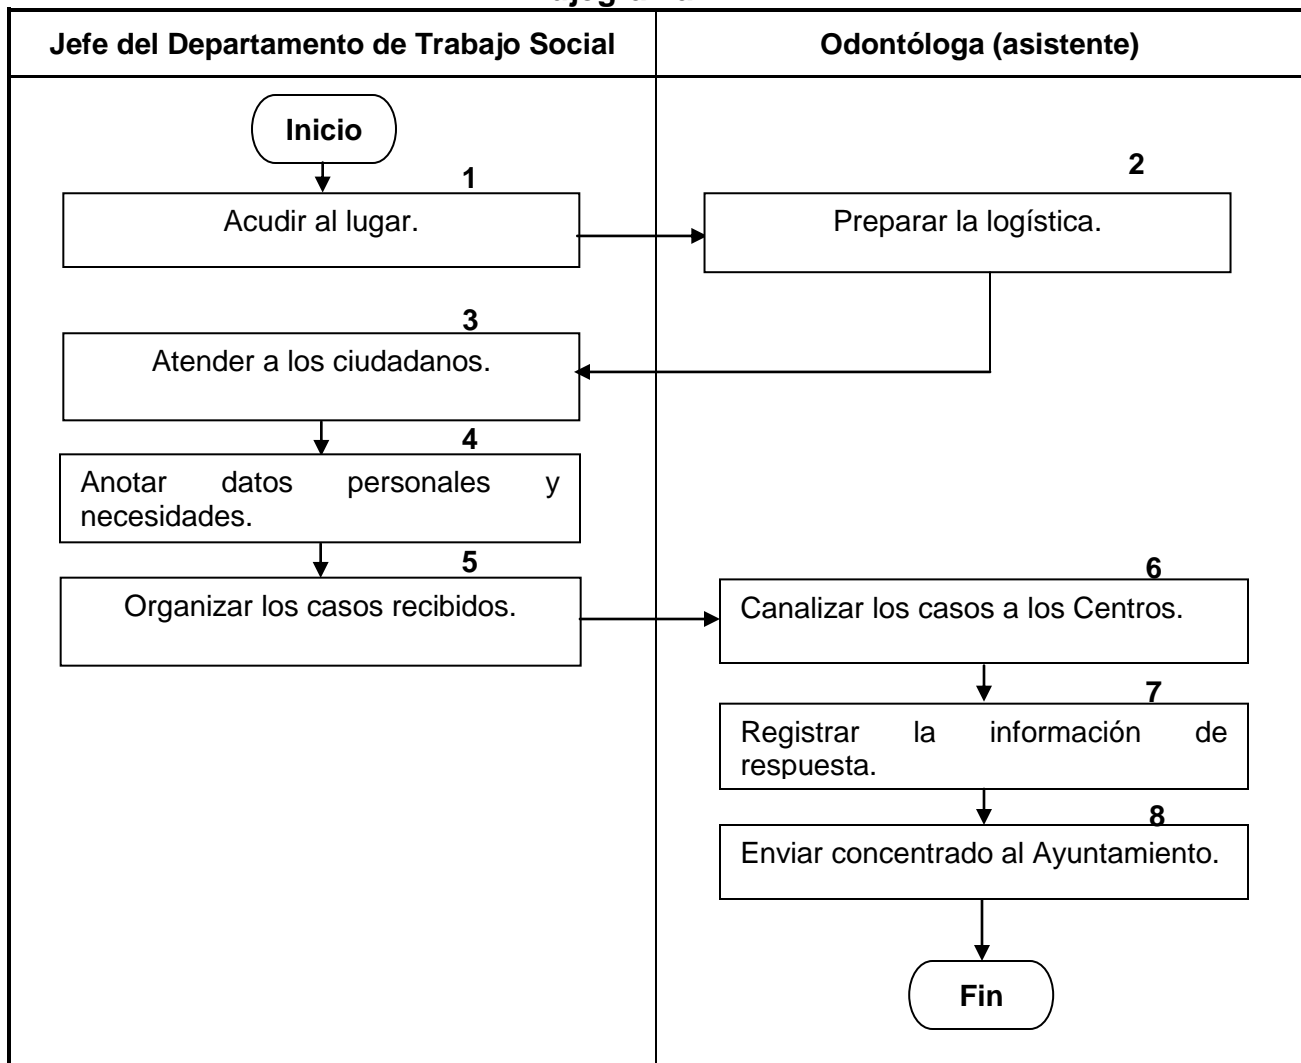 Jefe del Departamento de Trabajo Social
Odontóloga (asistente)
Inicio
1
Acudir al lugar.
2
Preparar la logística.
3
Atender a los ciudadanos.
4
Anotar datos personales y
necesidades.
5
Organizar los casos recibidos.
6
Canalizar los casos a los Centros.
7
Registrar la información de
respuesta.
8
Enviar concentrado al Ayuntamiento.
Fin